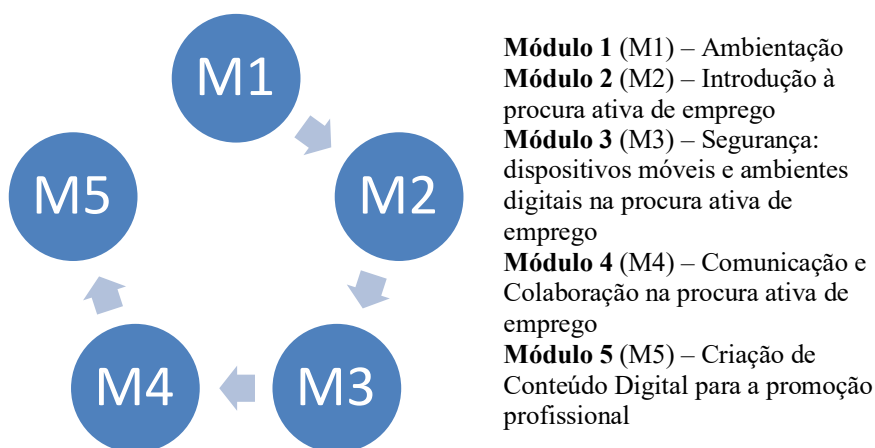 M1
M2
M3
M4
M5
Módulo 1 (M1) – Ambientação
Módulo 2 (M2) – Introdução à
procura ativa de emprego
Módulo 3 (M3) – Segurança:
dispositivos móveis e ambientes
digitais na procura ativa de
emprego
Módulo 4 (M4) – Comunicação e
Colaboração na procura ativa de
emprego
Módulo 5 (M5) – Criação de
Conteúdo Digital para a promoção
profissional